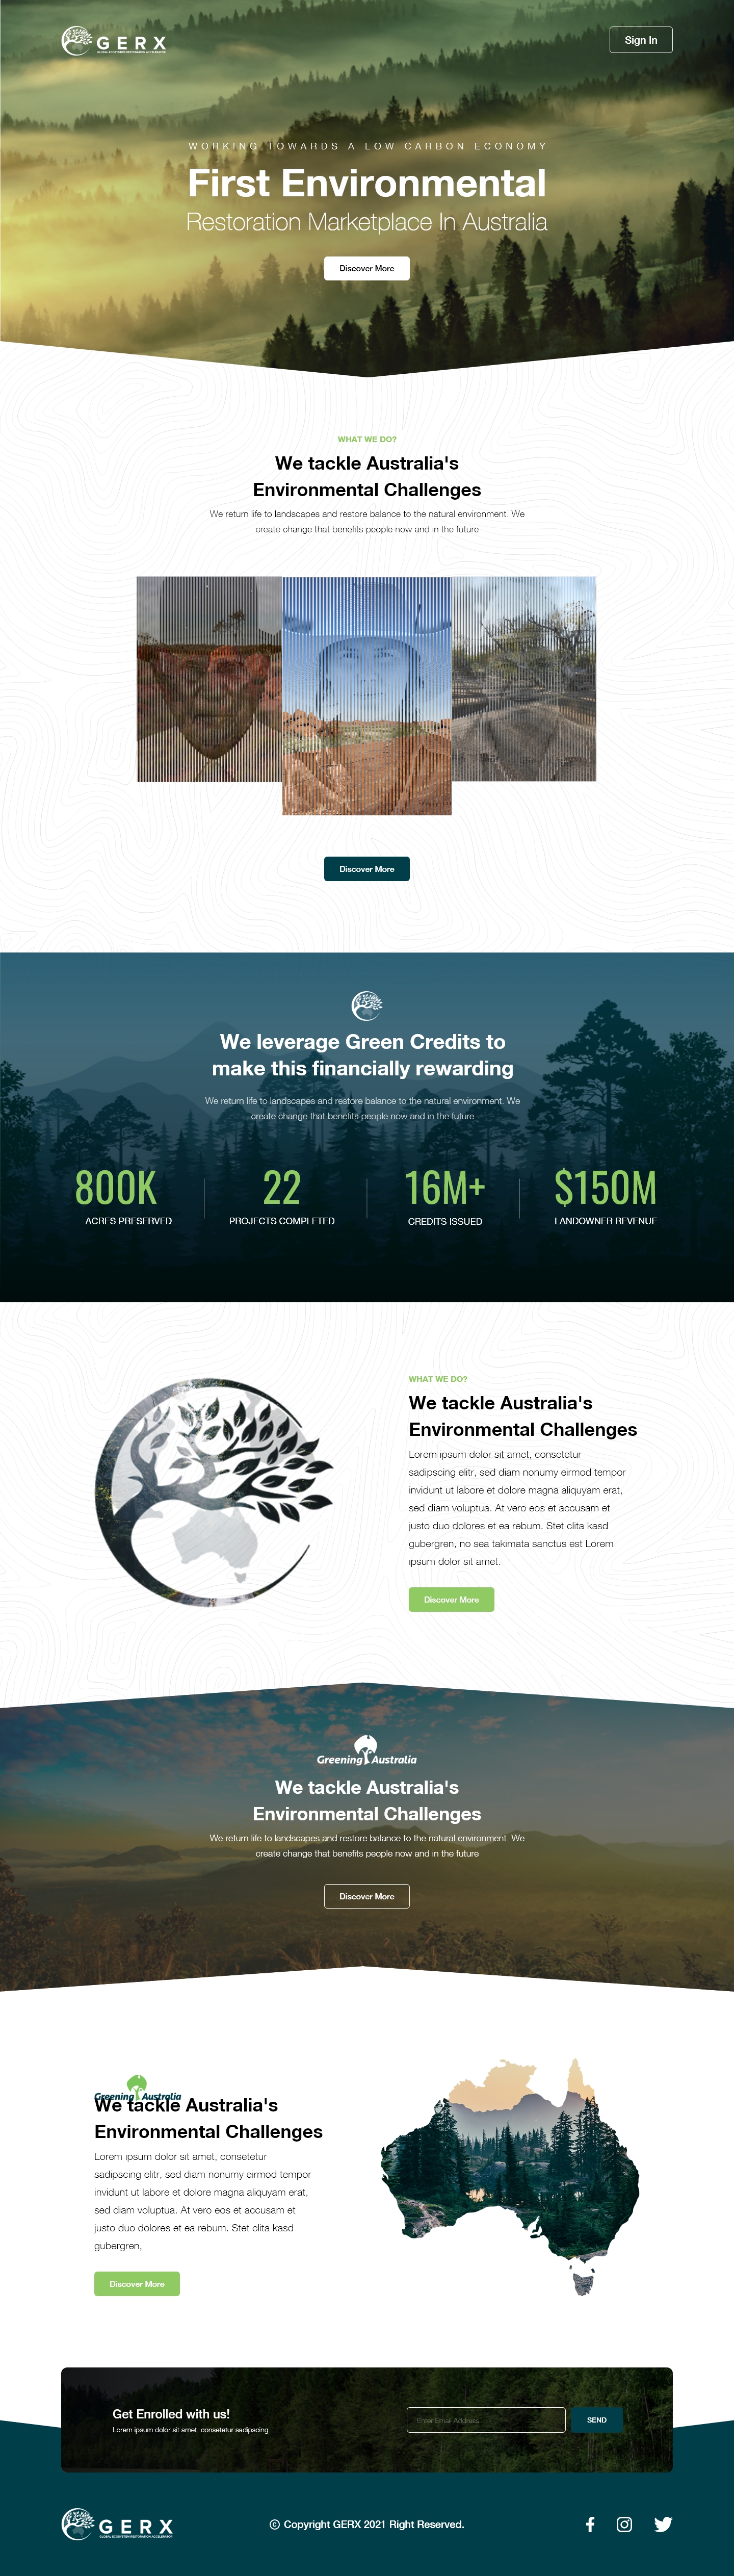 GERX
GLOBAL ECOSYSTEM RESTORATION ACCELERATOR
Sign In
WORKING TOWARDS A LOW CARBON ECONOMY
First Environmental
Restoration Marketplace In Australia
Discover More
WHAT WE DO?
We tackle Australia's
Environmental Challenges
We return life to landscapes and restore balance to the natural environment. We
create change that benefits people now and in the future
Discover More
We leverage Green Credits to
make this financially rewarding
We return life to landscapes and restore balance to the natural environment. We
create change that benefits people now and in the future
800K
22
16M+
$150M
ACRES PRESERVED
PROJECTS COMPLETED
CREDITS ISSUED
LANDOWNER REVENUE
WHAT WE DO?
We tackle Australia's
Environmental Challenges
Lorem ipsum dolor sit amet, consetetur
sadipscing elitr, sed diam nonumy eirmod tempor
invidunt ut labore et dolore magna aliquyam erat,
sed diam voluptua. At vero eos et accusam et
justo duo dolores et ea rebum. Stet clita kasd
gubergren, no sea takimata sanctus est Lorem
ipsum dolor sit amet.
Discover More
Greening Australia
We tackle Australia's
Environmental Challenges
We return life to landscapes and restore balance to the natural environment. We
create change that benefits people now and in the future
Discover More
Greening Australia
We tackle Australia's
Environmental Challenges
Lorem ipsum dolor sit amet, consetetur
sadipscing elitr, sed diam nonumy eirmod tempor
invidunt ut labore et dolore magna aliquyam erat,
sed diam voluptua. At vero eos et accusam et
justo duo dolores et ea rebum. Stet clita kasd
gubergren,
Discover More
Get Enrolled with us!
Lorem ipsum dolor sit amet, consetetur sadipscing
Enter Email Address
SEND
GERX
GLOBAL ECOSYSTEM RESTORATION ACCELERATOR
© Copyright GERX 2021 Right Reserved.